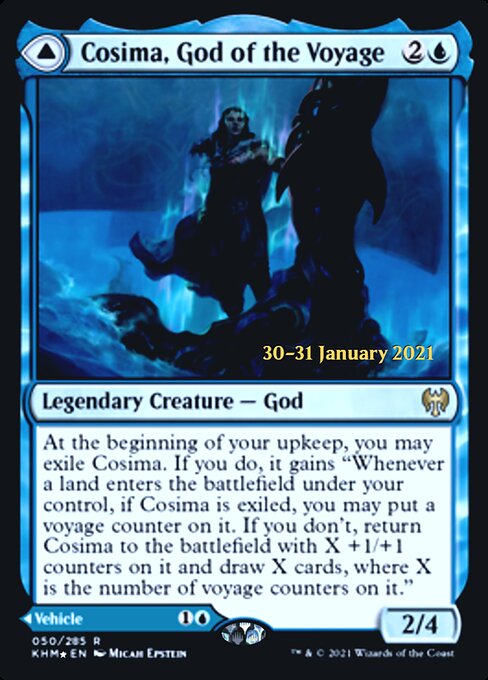 Cosima, God of the Voyage 2
30–31 January 2021
Legendary Creature — God
At the beginning of your upkeep, you may
exile Cosima. If you do, it gains “Whenever
a land enters the battlefield under your
control, if Cosima is exiled, you may put a
voyage counter on it. If you don’t, return
Cosima to the battlefield with X +1/+1
counters on it and draw X cards, where X
is the number of voyage counters on it.”
Vehicle 1
2/4
050/285 R
KHM★EN Micah Epstein
™ & © 2021 Wizards of the Coast